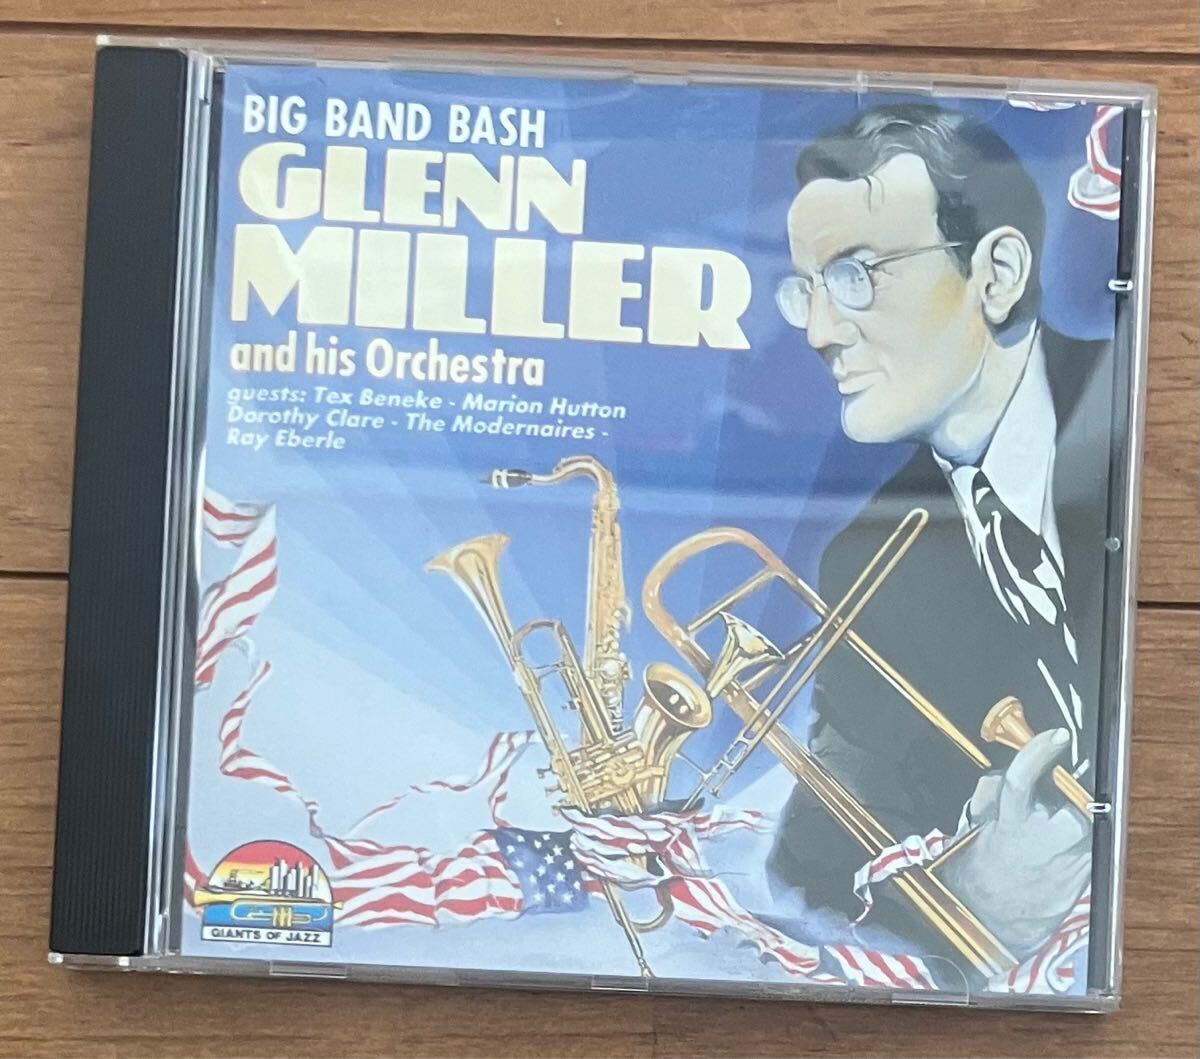 BIG BAND BASH
GLENN
MILLER
and his Orchestra
guests: Tex Beneke - Marion Hutton
Dorothy Clare - The Modernaires -
Ray Eberle
GIANTS OF JAZZ